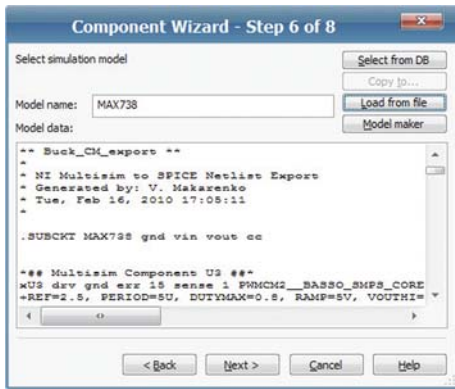 Component Wizard - Step 6 of 8
Select simulation model
Select from DB
Copy to...
Model name: MAX738
Load from file
Model data:
Model maker
** Buck_CM_export **
*
* NI Multisim to SPICE Netlist Export
* Generated by: V. Makarenko
* Tue, Feb 16, 2010 17:05:11
*
.SUBCKT MAX738 gnd vin vout cc
*## Multisim Component U3 ##*
xU3 drv gnd err 15 sense 1 PWMCM2__BASSO_SMPS_CORE
+REF=2.5, PERIOD=5U, DUTYMAX=0.8, RAMP=5V, VOUTHI=
< Back
Next >
Cancel
Help